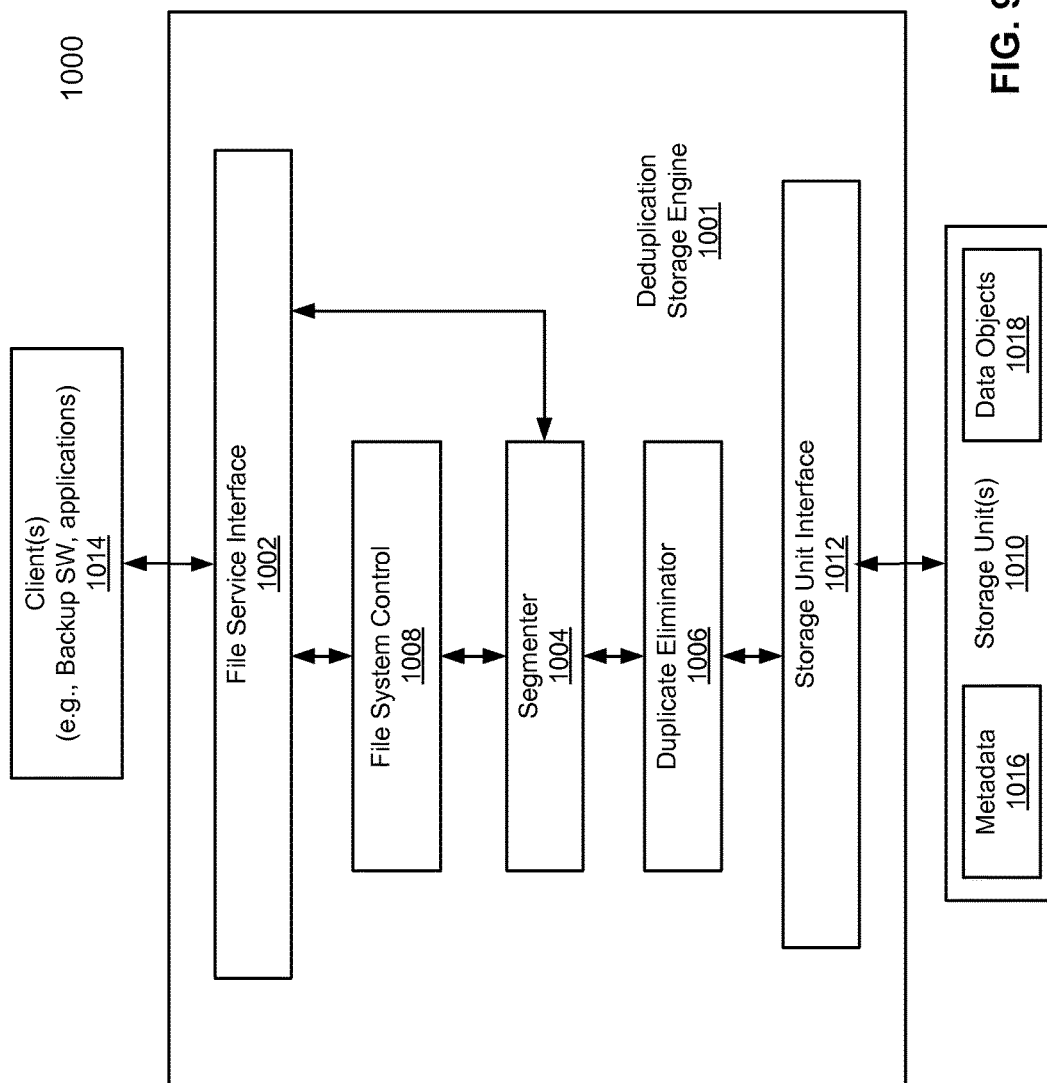 1000
Client(s)
(e.g., Backup SW, applications)
1014
File Service Interface
1002
File System Control
1008
Segmenter
1004
Duplicate Eliminator
1006
Deduplication
Storage Engine
1001
Storage Unit Interface
1012
Metadata
1016
Storage Unit(s)
1010
Data Objects
1018
FIG. 9